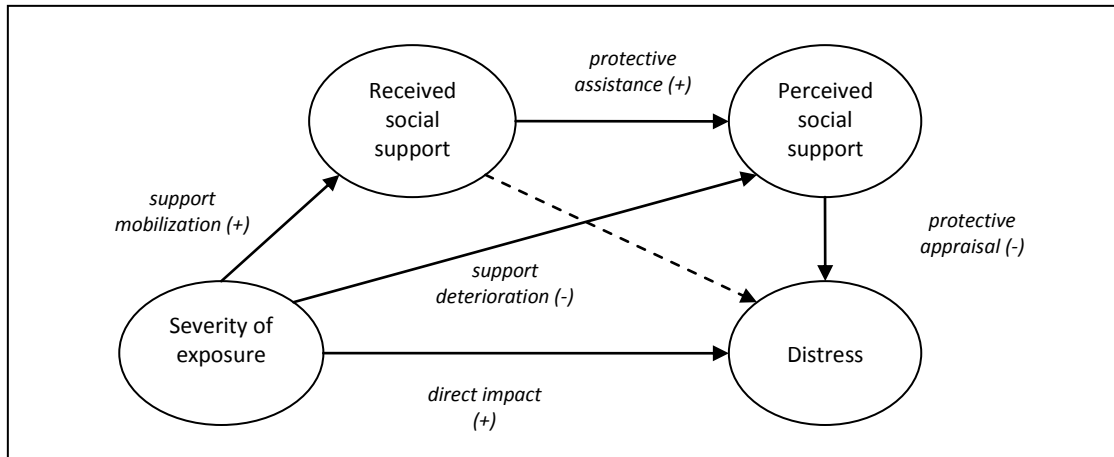 protective
assistance (+)
Received
social
support
Perceived
social
support
support
mobilization (+)
protective
appraisal (-)
support
deterioration (-)
Severity of
exposure
Distress
direct impact
(+)